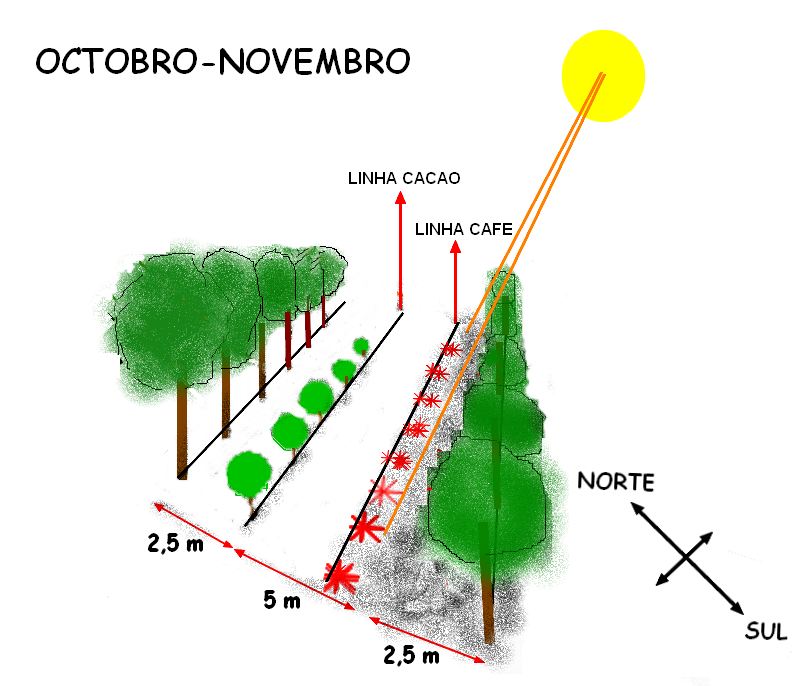 OCTOBRO-NOVEMBRO
LINHA CACAO
LINHA CAFE
NORTE
2,5 m
5 m
SUL
2,5 m